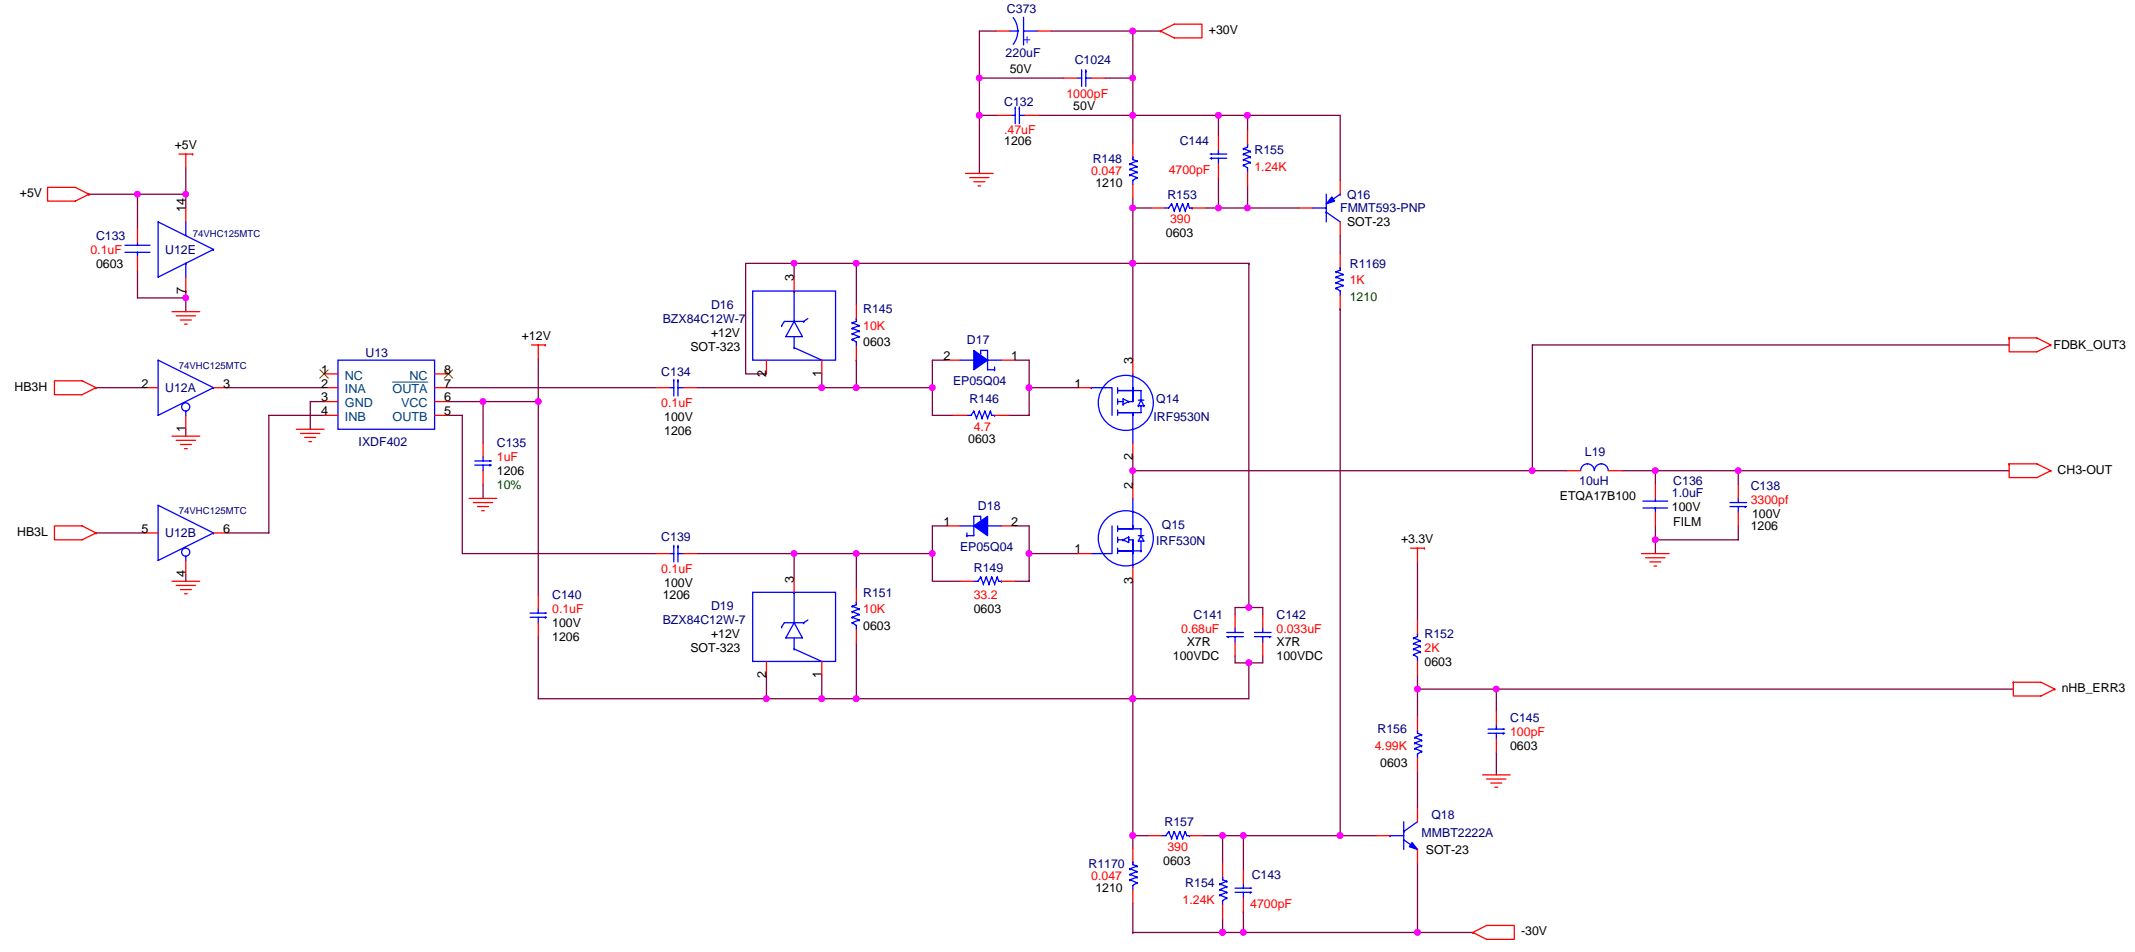 C373
220uF
50V
+30V
C1024
1000pF
50V
C132
.47uF
1206
+5V
+5V
14
74VHC125MTC
U12E
7
C133
0.1uF
0603
R148
0.047
1210
C144
4700pF
R155
1.24K
R153
390
0603
Q16
FMMT593-PNP
SOT-23
R1169
1K
1210
D16
BZX84C12W-7
+12V
SOT-323
3
2
1
R145
10K
0603
+12V
D17
2
1
EP05Q04
R146
4.7
0603
3
1
Q14
IRF9530N
2
FDBK_OUT3
HB3H
74VHC125MTC
2
U12A
3
1
U13
1
NC
NC
8
2
INA
OUTA
7
3
GND
VCC
6
4
INB
OUTB
5
IXDF402
C134
0.1uF
100V
1206
C135
1uF
1206
10%
L19
10uH
ETQA17B100
CH3-OUT
C136
1.0uF
100V
FILM
C138
3300pf
100V
1206
HB3L
74VHC125MTC
5
U12B
6
4
C139
0.1uF
100V
1206
D18
1
2
EP05Q04
R149
33.2
0603
2
1
Q15
IRF530N
3
C140
0.1uF
100V
1206
D19
BZX84C12W-7
+12V
SOT-323
3
2
1
R151
10K
0603
C141
0.68uF
X7R
100VDC
C142
0.033uF
X7R
100VDC
+3.3V
R152
2K
0603
nHB_ERR3
R156
4.99K
0603
C145
100pF
0603
R157
390
0603
Q18
MMBT2222A
SOT-23
R1170
0.047
1210
R154
1.24K
C143
4700pF
-30V